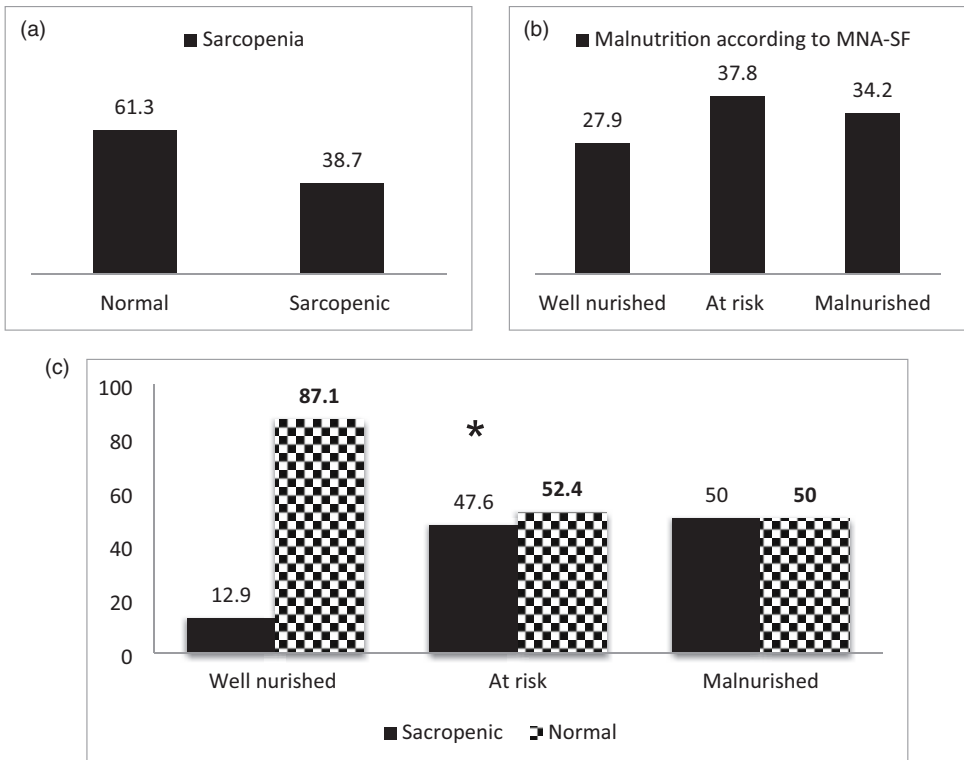 (a)
Sarcopenia
61.3
38.7
Normal Sarcopenic
(b)
Malnutrition according to MNA-SF
27.9
37.8
34.2
Well nurished At risk Malnurished
(c)
100
80
60
40
20
0
12.9
87.1
*
47.6
52.4
50
50
Well nurished At risk Malnurished
Sacropenic Normal